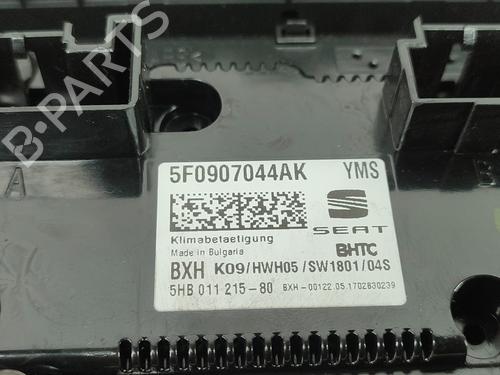 B-PARTS
A
B
5F0907044AK YMS
SEAT
Klimabetaetigung
Made in Bulgaria
BHTC
BXH K09/HWH05/SW1801/04S
5HB 011 215-80 BXH-00122.05.1702830239